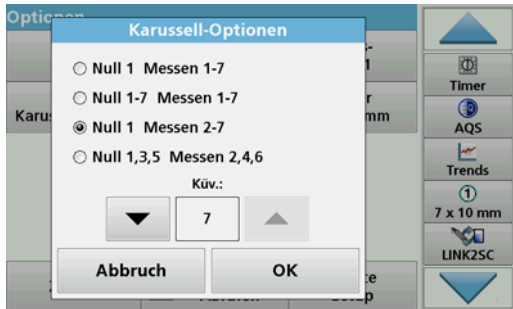 Karussell-Optionen
Null 1 Messen 1-7
Null 1-7 Messen 1-7
Null 1 Messen 2-7
Null 1,3,5 Messen 2,4,6
Küv.:
7
Abbruch
OK
Timer
AQS
Trends
1
7 x 10 mm
LINK2SC